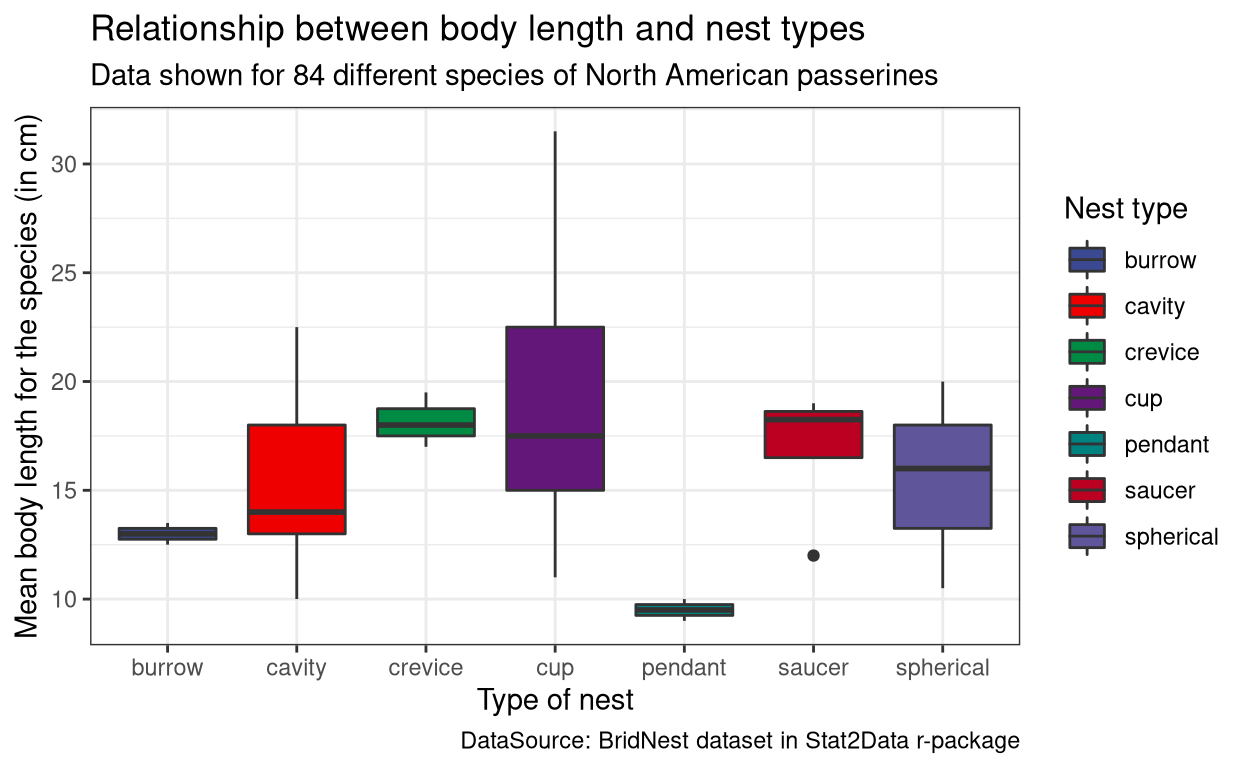 Relationship between body length and nest types
Data shown for 84 different species of North American passerines
Mean body length for the species (in cm)
30
25
20
15
10
burrow cavity crevice cup pendant saucer spherical
Type of nest
DataSource: BridNest dataset in Stat2Data r-package
Nest type
burrow
cavity
crevice
cup
pendant
saucer
spherical